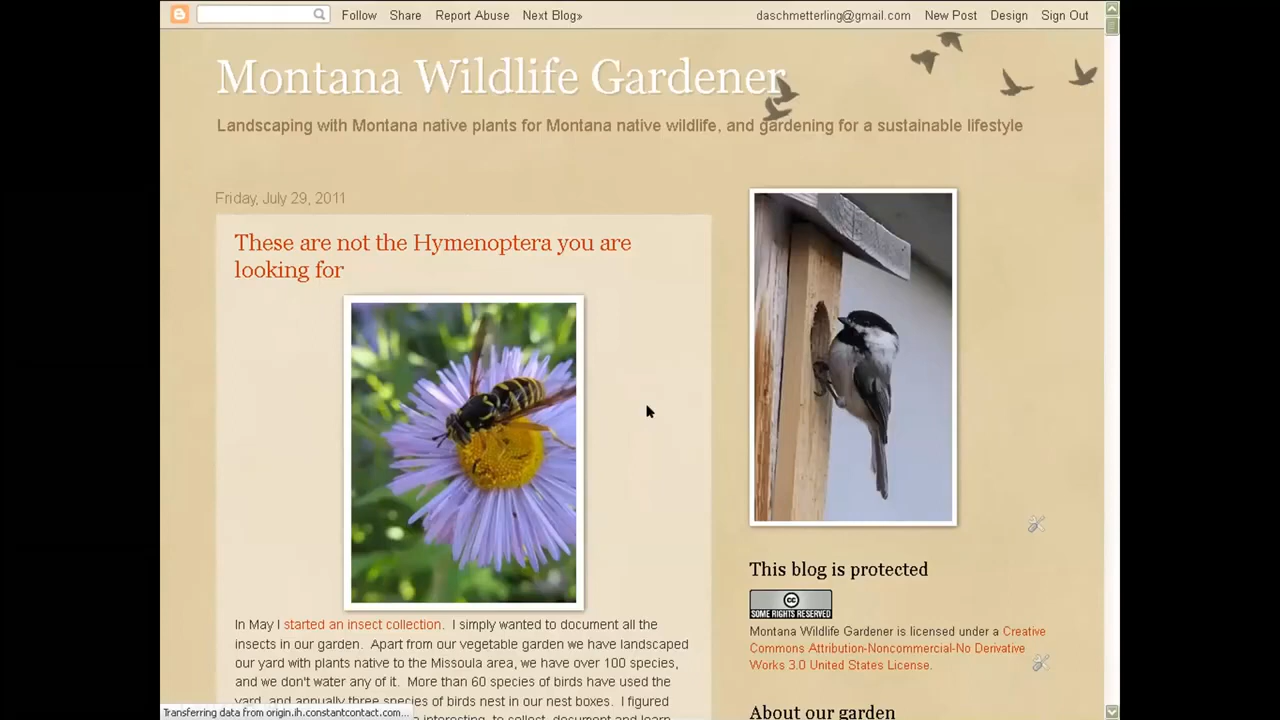 Follow Share Report Abuse Next Blog» daschmetterling@gmail.com New Post Design Sign Out
Montana Wildlife Gardener
Landscaping with Montana native plants for Montana native wildlife, and gardening for a sustainable lifestyle
Friday, July 29, 2011
These are not the Hymenoptera you are
looking for
In May I started an insect collection. I simply wanted to document all the
insects in our garden. Apart from our vegetable garden we have landscaped
our yard with plants native to the Missoula area, we have over 100 species,
and we don't water any of it. More than 60 species of birds have used the
yard, and annually three species of birds nest in our nest boxes. I figured
interesting, to collect, document and learn
Transferring data from origin.ih.constantcontact.com...
This blog is protected
CC
SOME RIGHTS RESERVED
Montana Wildlife Gardener is licensed under a Creative
Commons Attribution-Noncommercial-No Derivative
Works 3.0 United States License.
About our garden